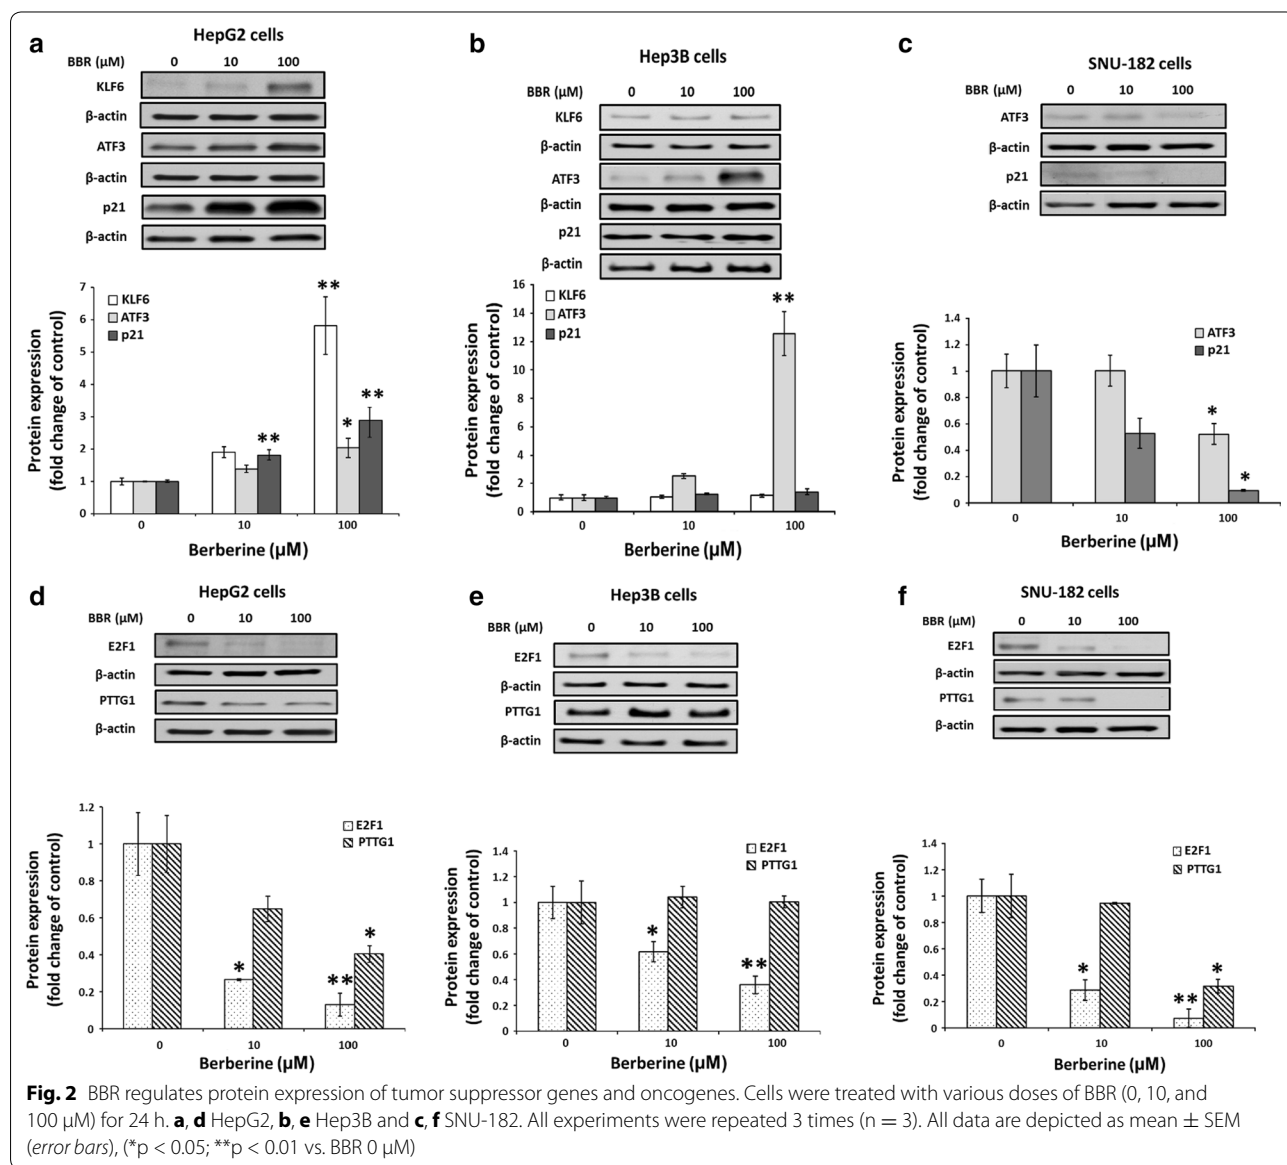 a
HepG2 cells
BBR (μM) 0 10 100
KLF6
β-actin
ATF3
β-actin
p21
β-actin
Protein expression
(fold change of control)
7
6
5
4
3
2
1
0
KLF6
ATF3
p21
**
**
*
**
0 10 100
Berberine (μM)
b
Hep3B cells
BBR (μM) 0 10 100
KLF6
β-actin
ATF3
β-actin
p21
β-actin
Protein expression
(fold change of control)
16
14
12
10
8
6
4
2
0
KLF6
ATF3
p21
**
0 10 100
Berberine (μM)
c
SNU-182 cells
BBR (μM) 0 10 100
ATF3
β-actin
p21
β-actin
Protein expression
(fold change of control)
1.4
1.2
1
0.8
0.6
0.4
0.2
0
ATF3
p21
*
*
0 10 100
Berberine (μM)
d
HepG2 cells
BBR (μM) 0 10 100
E2F1
β-actin
PTTG1
β-actin
Protein expression
(fold change of control)
1.2
1
0.8
0.6
0.4
0.2
0
E2F1
PTTG1
*
**
*
0 10 100
Berberine (μM)
e
Hep3B cells
BBR (μM) 0 10 100
E2F1
β-actin
PTTG1
β-actin
Protein expression
(fold change of control)
1.4
1.2
1
0.8
0.6
0.4
0.2
0
E2F1
PTTG1
*
**
0 10 100
Berberine (μM)
f
SNU-182 cells
BBR (μM) 0 10 100
E2F1
β-actin
PTTG1
β-actin
Protein expression
(fold change of control)
1.4
1.2
1
0.8
0.6
0.4
0.2
0
E2F1
PTTG1
*
**
*
0 10 100
Berberine (μM)
Fig. 2 BBR regulates protein expression of tumor suppressor genes and oncogenes. Cells were treated with various doses of BBR (0, 10, and
100 μM) for 24 h. a, d HepG2, b, e Hep3B and c, f SNU-182. All experiments were repeated 3 times (n = 3). All data are depicted as mean ± SEM
(error bars), (*p < 0.05; **p < 0.01 vs. BBR 0 μM)